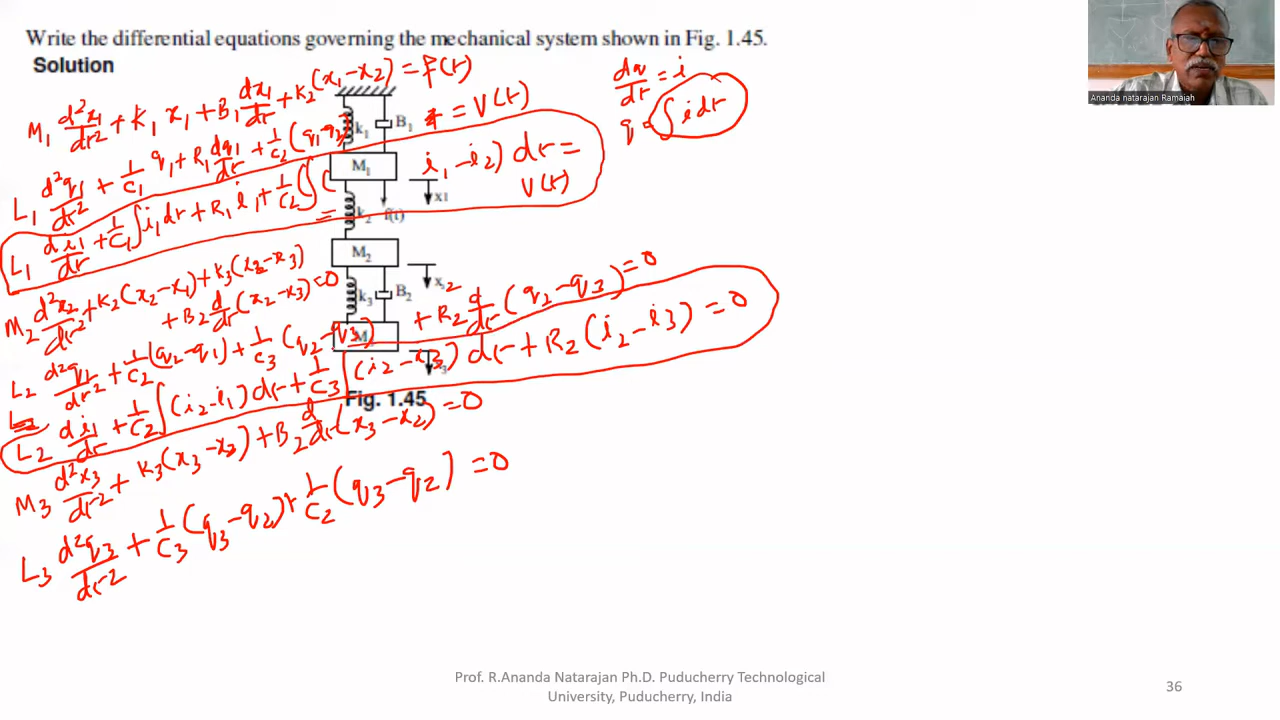 Write the differential equations governing the mechanical system shown in Fig. 1.45.
Solution
M₁ d²x₁/dt² + K₁ x₁ + B₁ dx₁/dt + K₂ (x₁ - x₂) = f(t)
dq/dt = i
q = ∫ i dt
L₁ d²q₁/dt² + 1/C₁ q₁ + R₁ dq₁/dt + 1/C₂ (q₁ - q₂) = V(t)
L₁ di₁/dt + 1/C₁ ∫ i₁ dt + R₁ i₁ + 1/C₂ ∫ ( i₁ - i₂) dt =
V(t)
k₁
B₁
M₁
x1
k₂
f(t)
M₂
x₂
k₃
B₂
M₂ d²x₂/dt² + K₂ (x₂ - x₁) + K₃ (x₂ - x₃)
+ B₂ d/dt (x₂ - x₃) = 0
L₂ d²q₂/dt² + 1/C₂ (q₂ - q₁) + 1/C₃ (q₂ - q₃) + R₂ d/dt (q₂ - q₃) = 0
L₂ di₁/dt + 1/C₂ ∫ (i₂ - i₁) dt + 1/C₃ ∫ (i₂ - i₃) dt + R₂ (i₂ - i₃) = 0
Fig. 1.45
M₃ d²x₃/dt² + K₃ (x₃ - x₂) + B₂ d/dt (x₃ - x₂) = 0
L₃ d²q₃/dt² + 1/C₃ (q₃ - q₂) + 1/C₂ (q₃ - q₂) = 0
Ananda natarajan Ramaiah
Prof. R.Ananda Natarajan Ph.D. Puducherry Technological
University, Puducherry, India
36